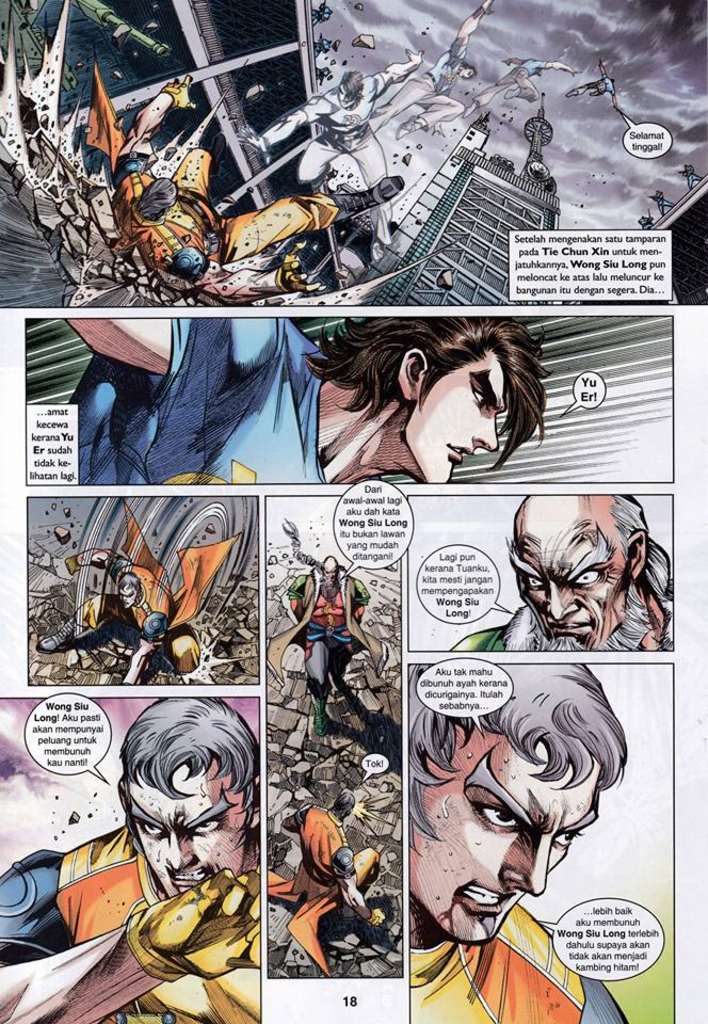 Selamat
tinggal!
Setelah mengenakan satu tamparan
pada Tie Chun Xin untuk men-
jatuhkannya, Wong Siu Long pun
meloncat ke atas lalu meluncur ke
bangunan itu dengan segera. Dia...
Yu
Er!
...amat
kecewa
kerana Yu
Er sudah
tidak ke-
lihatan lagi.
Dari
awal-awal lagi
aku dah kata
Wong Siu Long
itu bukan lawan
yang mudah
ditangani!
Lagi pun
kerana Tuanku,
kita mesti jangan
mempengapakan
Wong Siu
Long!
Wong Siu
Long! Aku pasti
akan mempunyai
peluang untuk
membunuh
kau nanti!
Tok!
Aku tak mahu
dibunuh ayah kerana
dicurigainya. Itulah
sebabnya...
...lebih baik
aku membunuh
Wong Siu Long terlebih
dahulu supaya akan
tidak akan menjadi
kambing hitam!
18